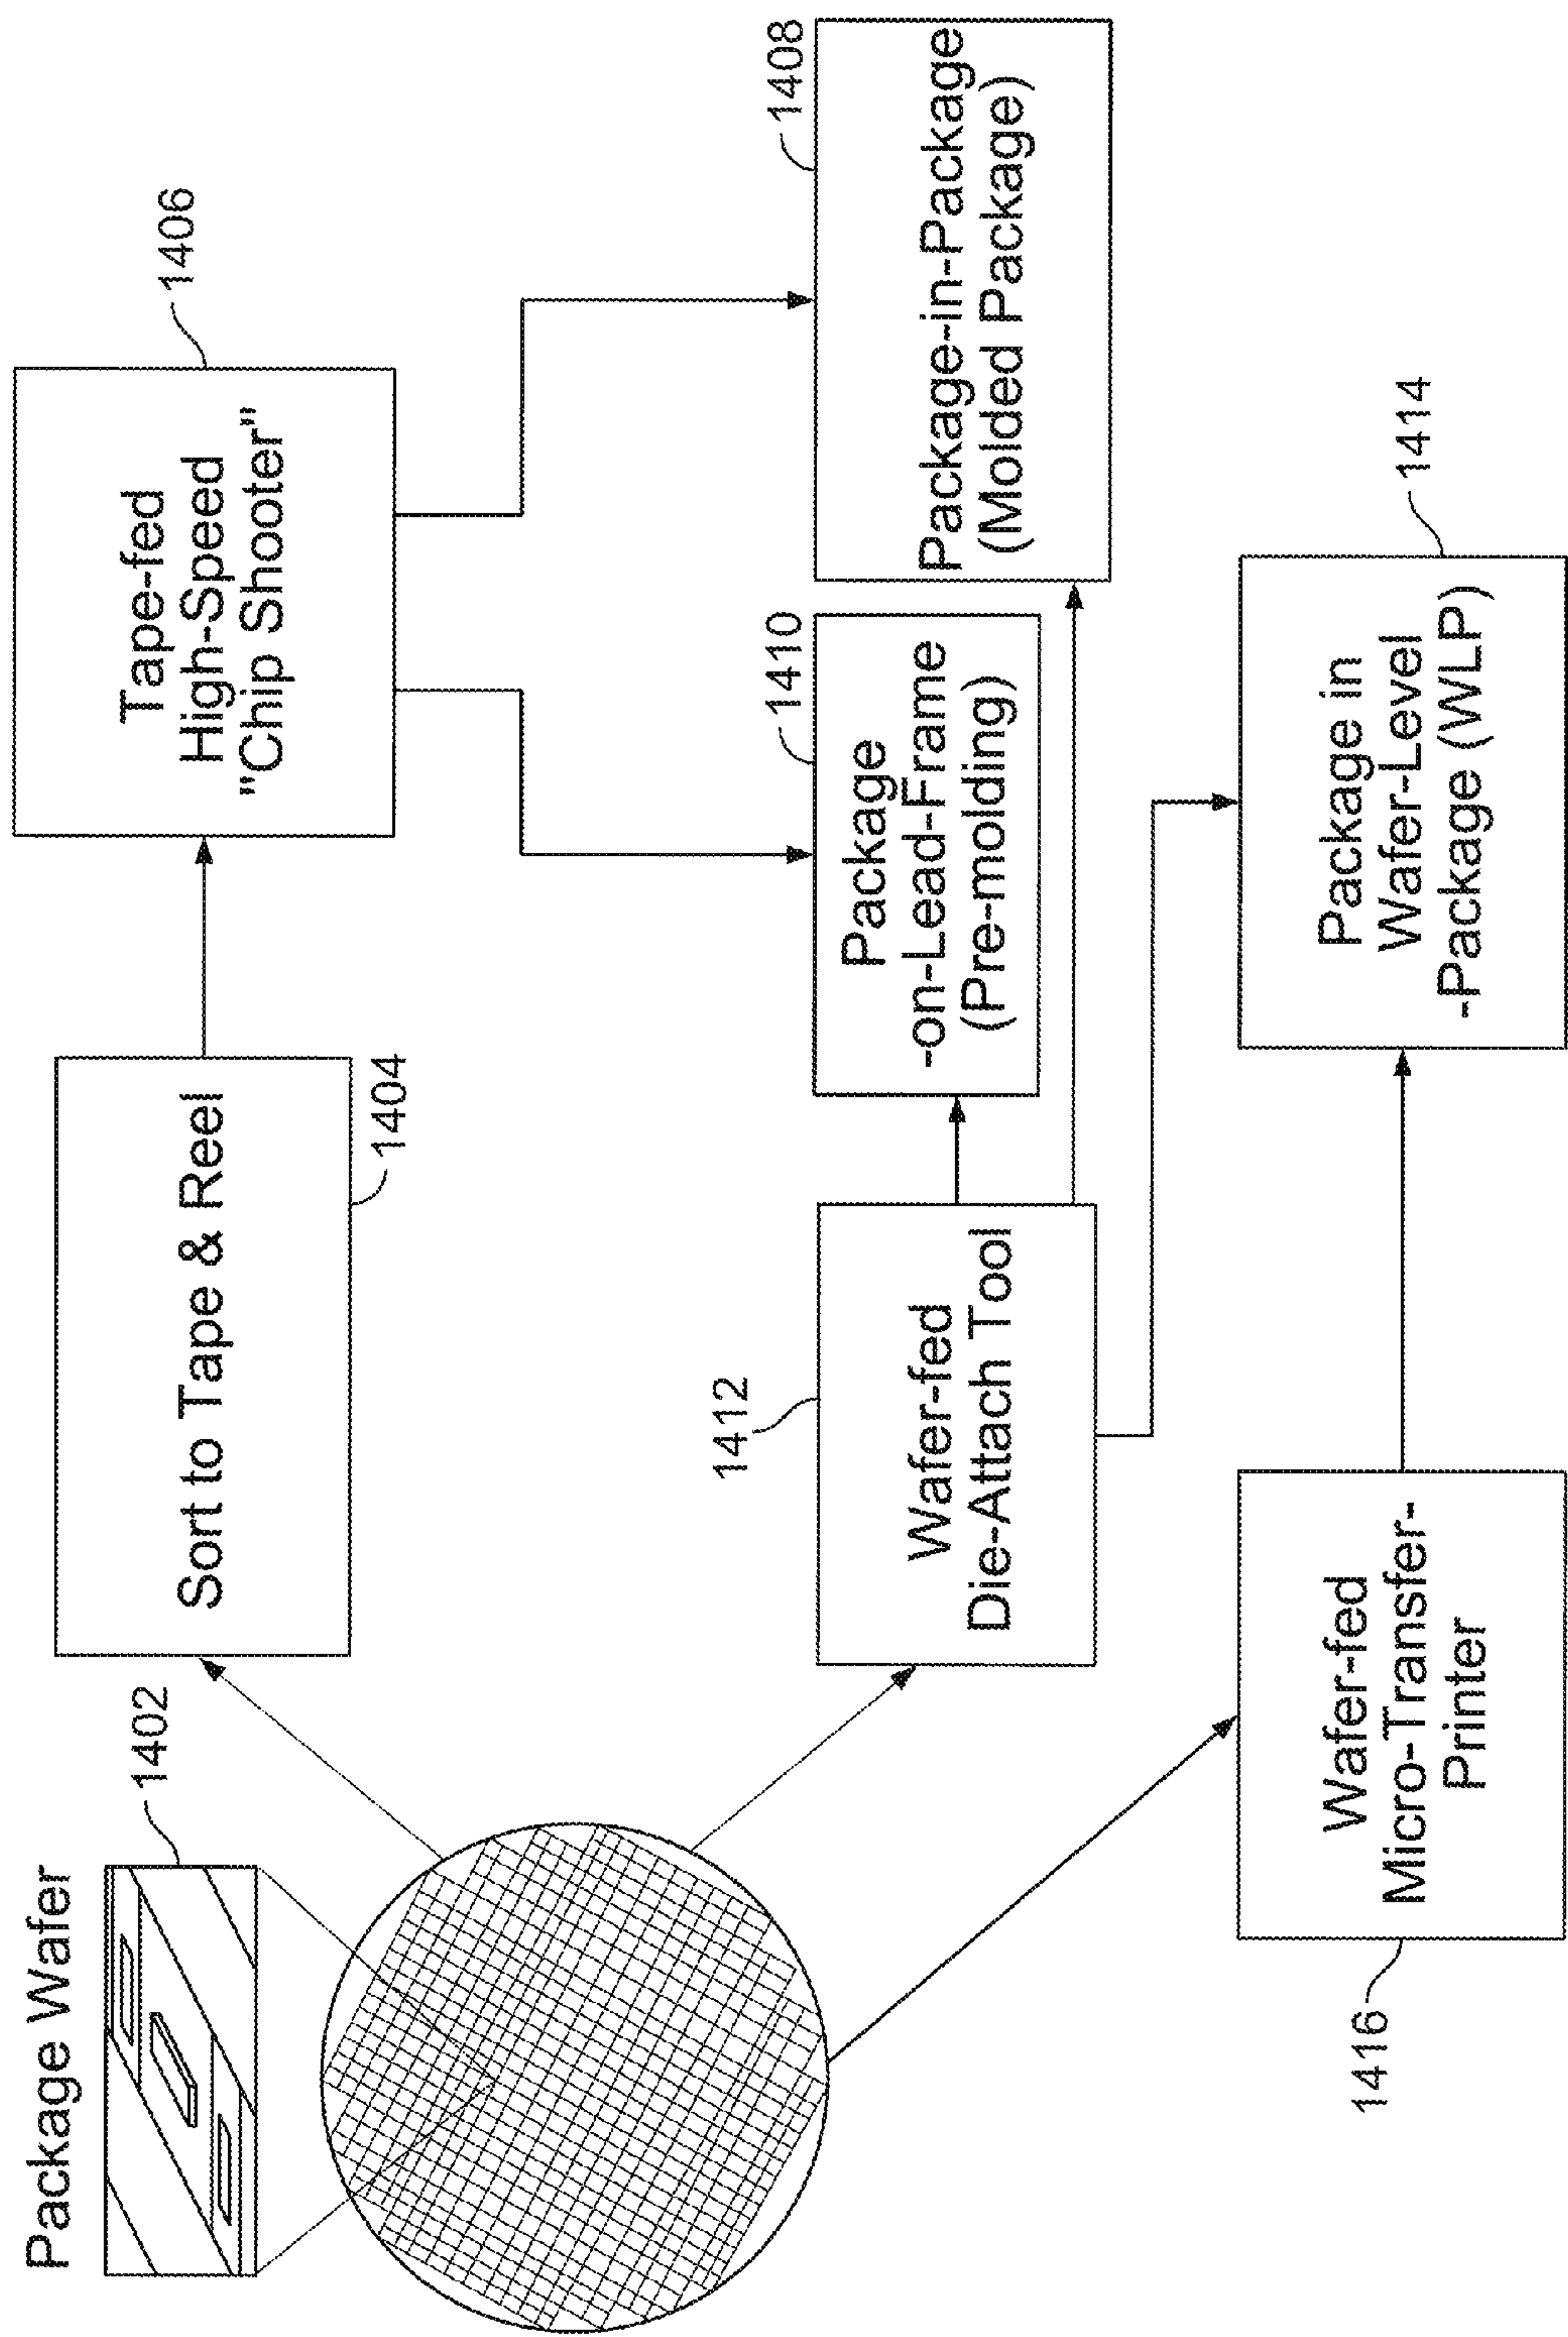 Package Wafer
1402
Sort to Tape & Reel
1404
Tape-fed
High-Speed
"Chip Shooter"
1406
1412
Wafer-fed
Die-Attach Tool
Package
-on-Lead-Frame
(Pre-molding)
1410
Package-in-Package
(Molded Package)
1408
1416
Wafer-fed
Micro-Transfer-
Printer
Package in
Wafer-Level
-Package (WLP)
1414